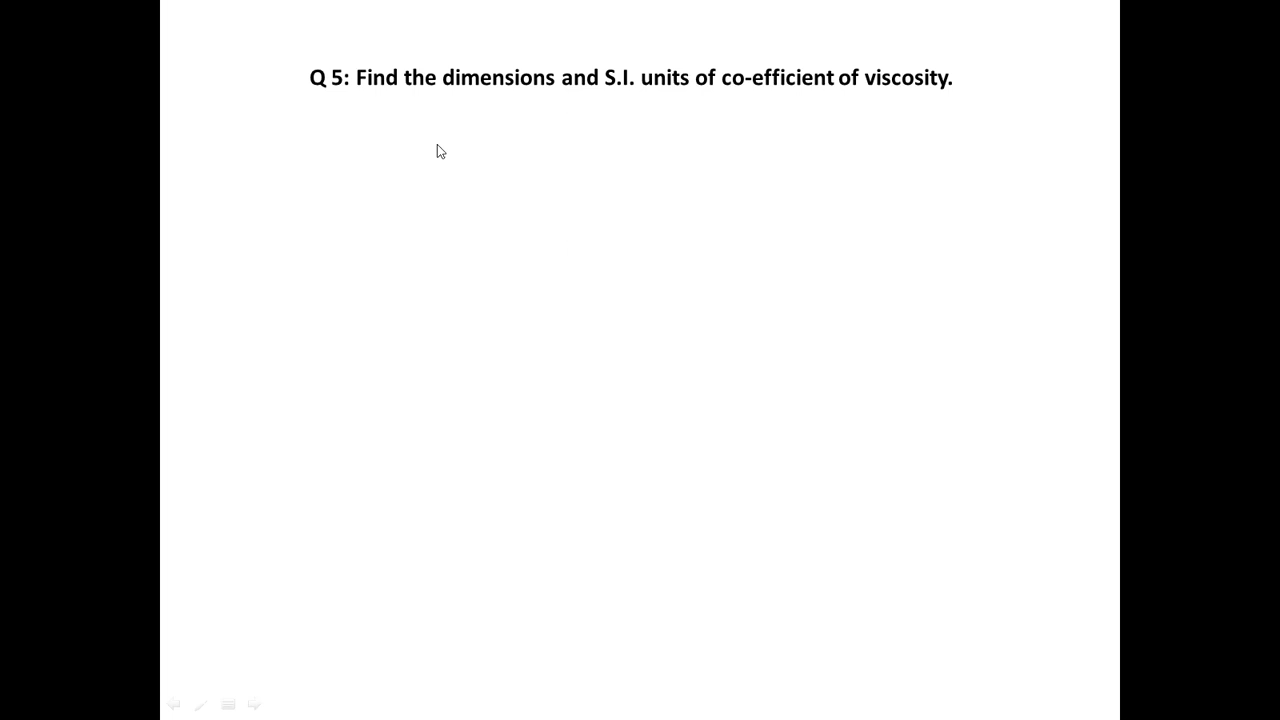 Q 5: Find the dimensions and S.I. units of co-efficient of viscosity.